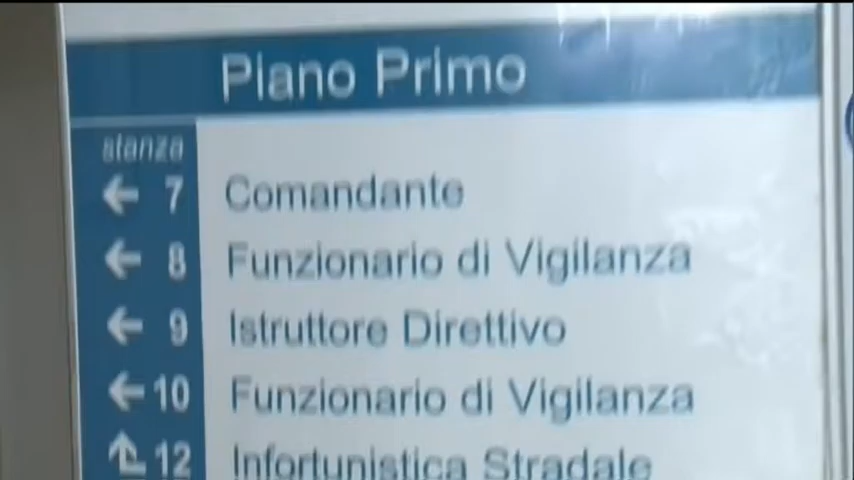 Piano Primo
stanza
← 7 Comandante
← 8 Funzionario di Vigilanza
← 9 Istruttore Direttivo
← 10 Funzionario di Vigilanza
↱ 12 Infortunistica Stradale